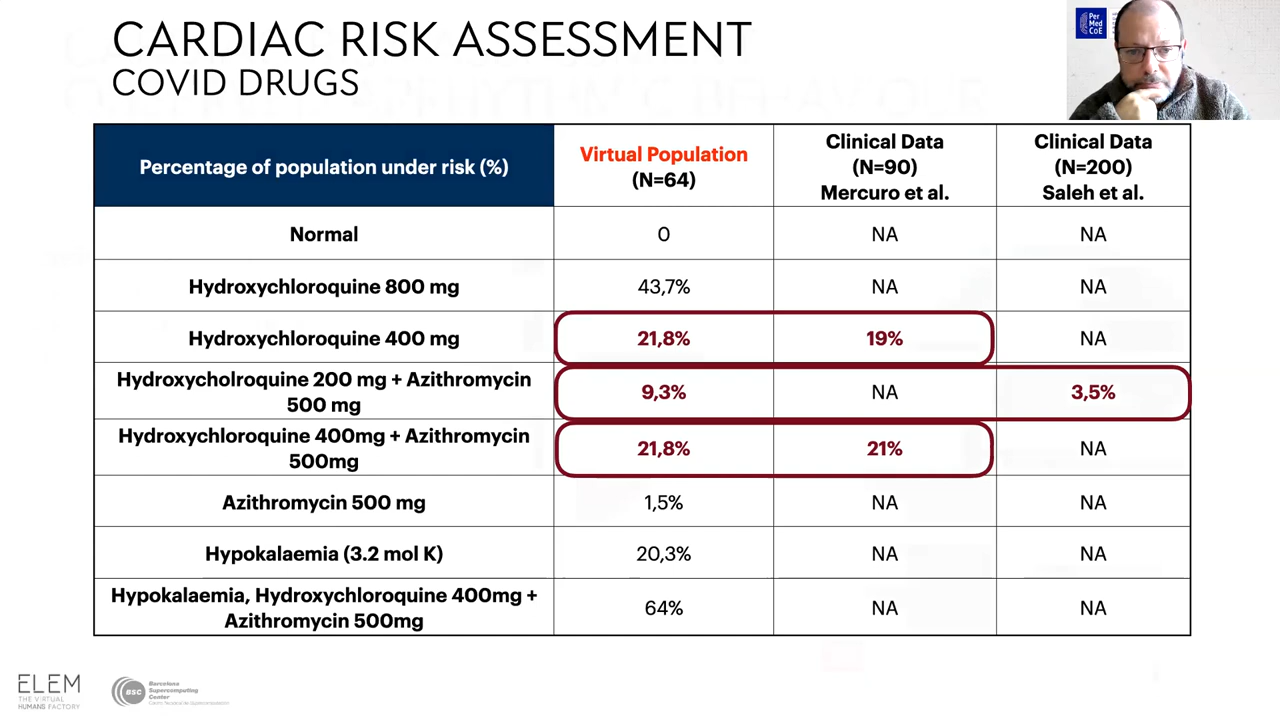 CARDIAC RISK ASSESSMENT
COVID DRUGS
Per
Med
CoE
Percentage of population under risk (%)
Virtual Population
(N=64)
Clinical Data
(N=90)
Mercuro et al.
Clinical Data
(N=200)
Saleh et al.
Normal
0
NA
NA
Hydroxychloroquine 800 mg
43,7%
NA
NA
Hydroxychloroquine 400 mg
21,8%
19%
NA
Hydroxycholroquine 200 mg + Azithromycin
500 mg
9,3%
NA
3,5%
Hydroxychloroquine 400mg + Azithromycin
500mg
21,8%
21%
NA
Azithromycin 500 mg
1,5%
NA
NA
Hypokalaemia (3.2 mol K)
20,3%
NA
NA
Hypokalaemia, Hydroxychloroquine 400mg +
Azithromycin 500mg
64%
NA
NA
ELEM
THE VIRTUAL
HUMANS FACTORY
BSC
Barcelona
Supercomputing
Center